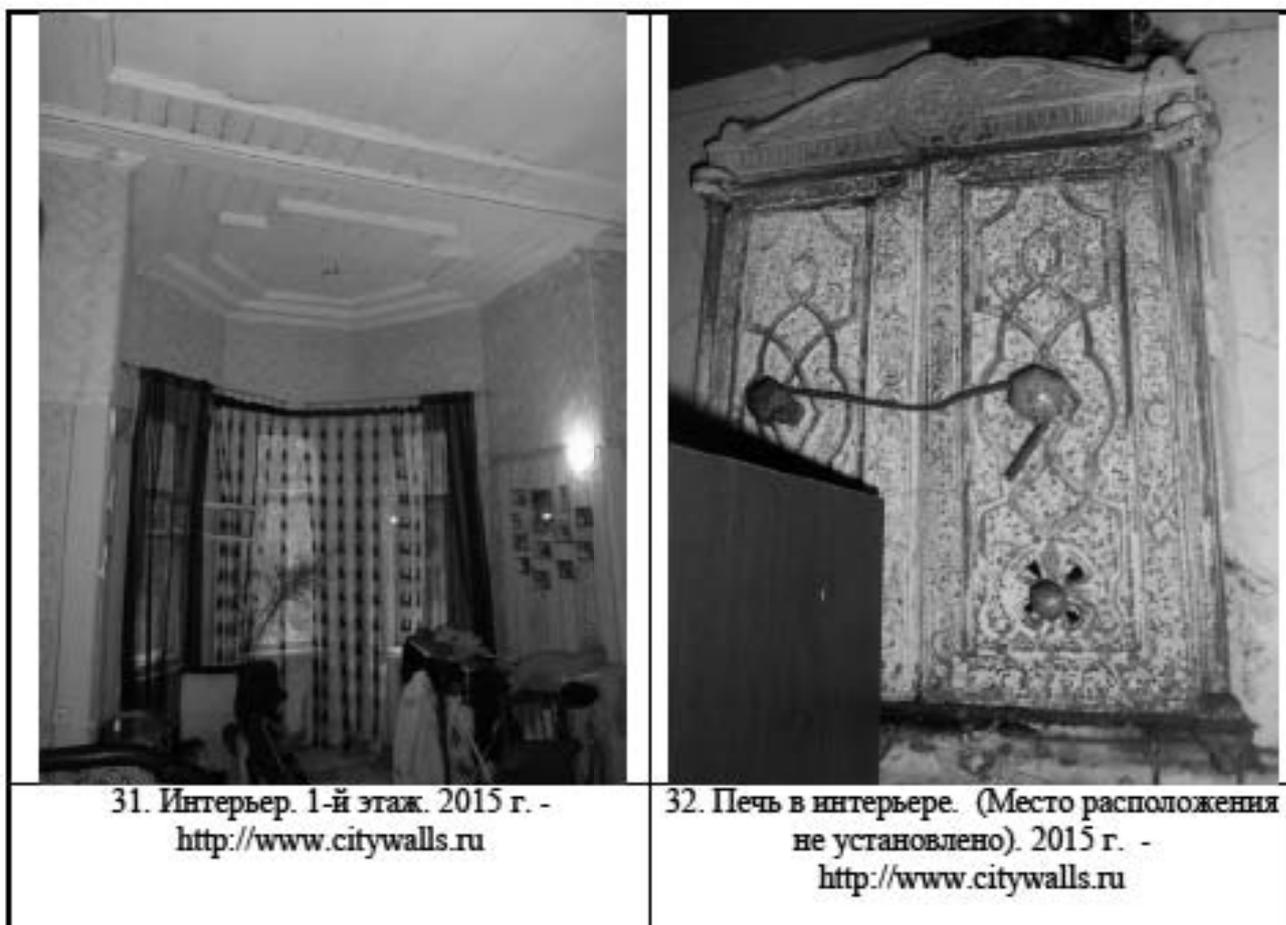 31. Интерьер. 1-й этаж. 2015 г. -
http://www.citywalls.ru
32. Печь в интерьере. (Место расположения
не установлено). 2015 г. -
http://www.citywalls.ru